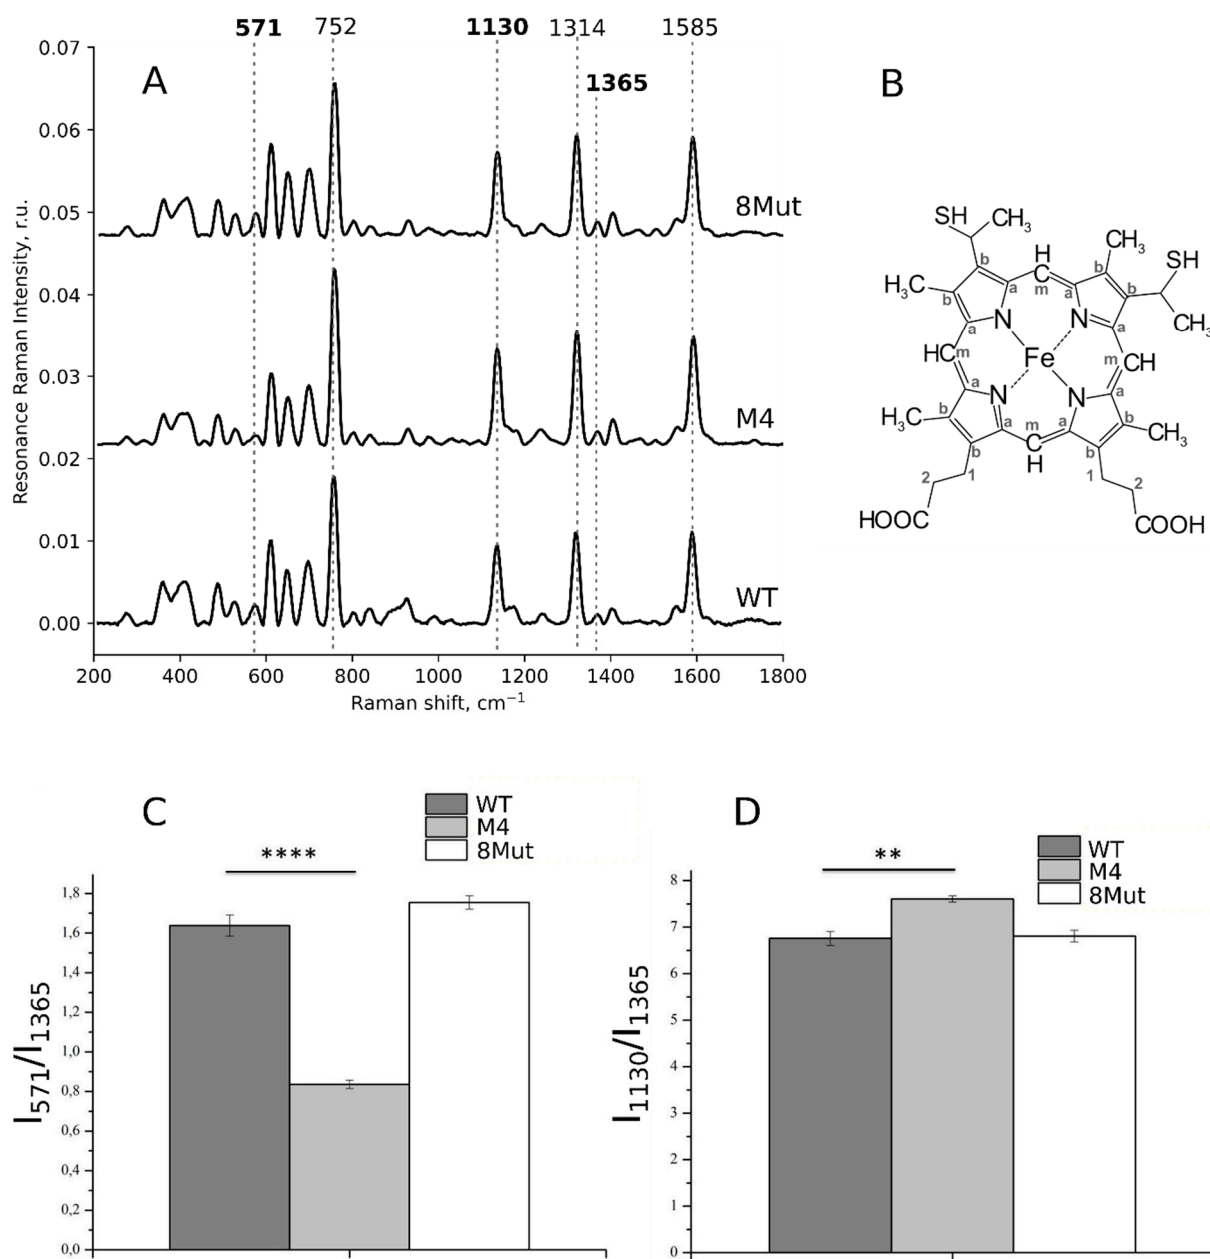 571 752 1130 1314 1585
1365
A
B
Resonance Raman Intensity, r.u.
0.07
0.06
0.05
0.04
0.03
0.02
0.01
0.00
8Mut
M4
WT
200 400 600 800 1000 1200 1400 1600 1800
Raman shift, cm⁻¹
SH CH₃ H CH₃ SH
b a m a b b
H₃C b a N N a CH₃
HC m Fe m CH
a N N a
H₃C b a m a b CH₃
b H b
2 1 1 2
HOOC COOH
C
WT
M4
8Mut
****
I₅₇₁/I₁₃₆₅
1,8
1,6
1,4
1,2
1,0
0,8
0,6
0,4
0,2
0,0
D
WT
M4
8Mut
**
I₁₁₃₀/I₁₃₆₅
8
7
6
5
4
3
2
1
0